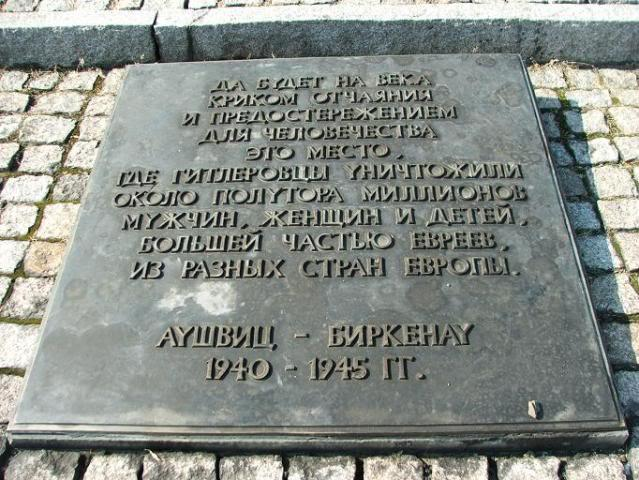 ДА БУДЕТ НА ВЕКА
КРИКОМ ОТЧАЯНИЯ
И ПРЕДОСТЕРЕЖЕНИЕМ
ДЛЯ ЧЕЛОВЕЧЕСТВА
ЭТО МЕСТО,
ГДЕ ГИТЛЕРОВЦЫ УНИЧТОЖИЛИ
ОКОЛО ПОЛУТОРА МИЛЛИОНОВ
МУЖЧИН, ЖЕНЩИН И ДЕТЕЙ,
БОЛЬШЕЙ ЧАСТЬЮ ЕВРЕЕВ,
ИЗ РАЗНЫХ СТРАН ЕВРОПЫ.
АУШВИЦ - БИРКЕНАУ
1940 - 1945 ГГ.